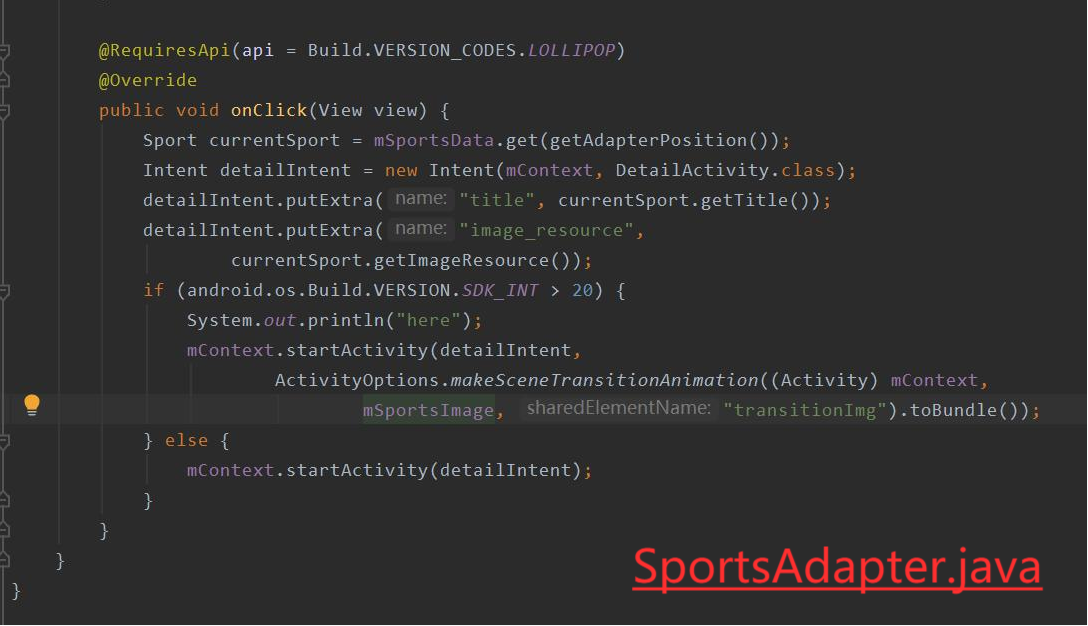 @RequiresApi(api = Build.VERSION_CODES.LOLLIPOP)
@Override
public void onClick(View view) {
Sport currentSport = mSportsData.get(getAdapterPosition());
Intent detailIntent = new Intent(mContext, DetailActivity.class);
detailIntent.putExtra( name: "title", currentSport.getTitle());
detailIntent.putExtra( name: "image_resource",
currentSport.getImageResource());
if (android.os.Build.VERSION.SDK_INT > 20) {
System.out.println("here");
mContext.startActivity(detailIntent,
ActivityOptions.makeSceneTransitionAnimation((Activity) mContext,
mSportsImage, sharedElementName: "transitionImg").toBundle());
} else {
mContext.startActivity(detailIntent);
}
}
}
}
SportsAdapter.java